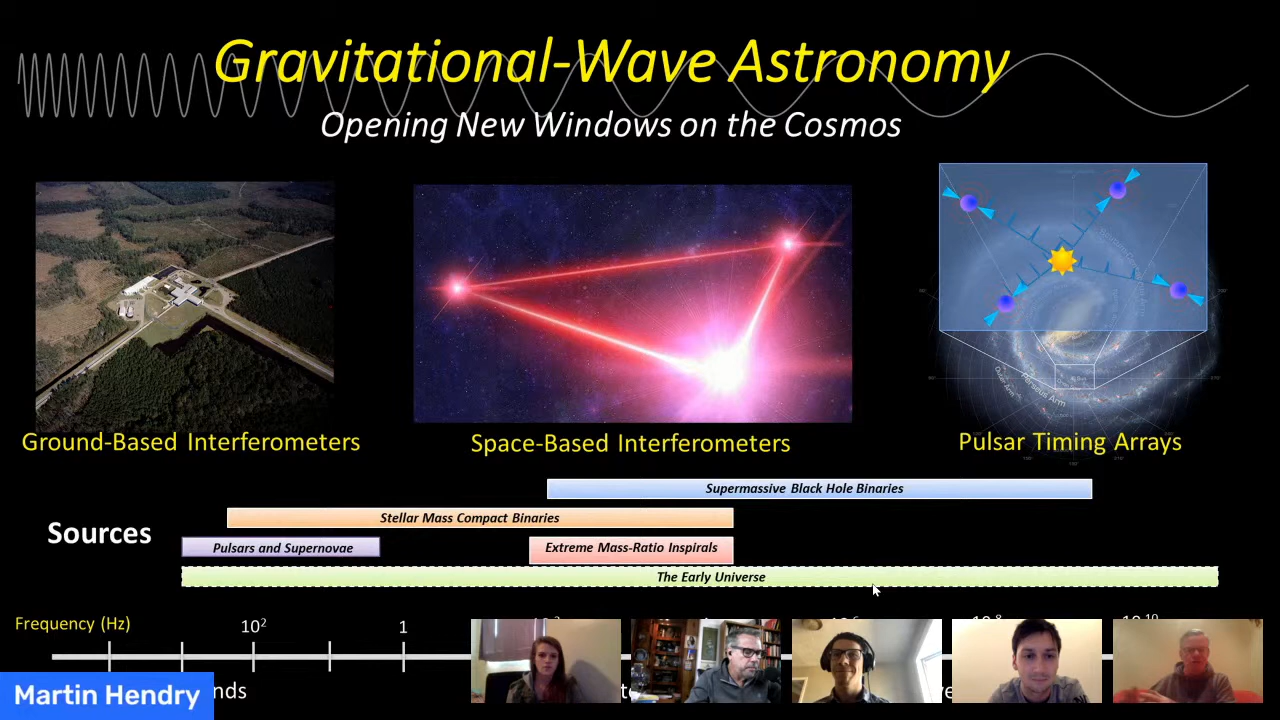 Gravitational-Wave Astronomy
Opening New Windows on the Cosmos
Ground-Based Interferometers
Space-Based Interferometers
Pulsar Timing Arrays
Supermassive Black Hole Binaries
Sources
Stellar Mass Compact Binaries
Pulsars and Supernovae
Extreme Mass-Ratio Inspirals
The Early Universe
Frequency (Hz)
10²
1
Martin Hendry